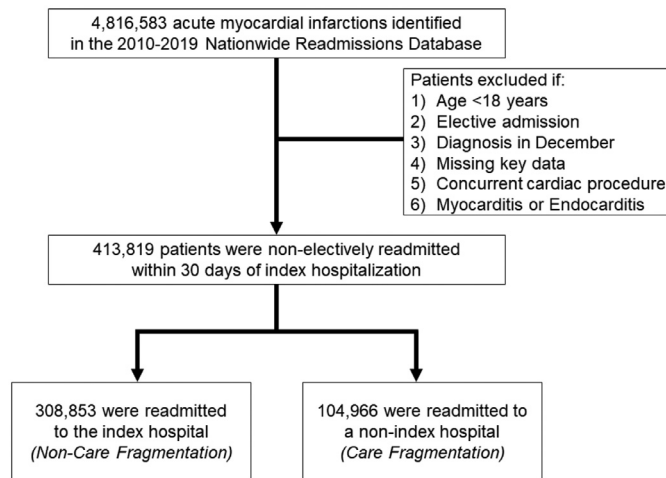 4,816,583 acute myocardial infarctions identified
in the 2010-2019 Nationwide Readmissions Database
Patients excluded if:
1) Age <18 years
2) Elective admission
3) Diagnosis in December
4) Missing key data
5) Concurrent cardiac procedure
6) Myocarditis or Endocarditis
413,819 patients were non-electively readmitted
within 30 days of index hospitalization
308,853 were readmitted
to the index hospital
(Non-Care Fragmentation)
104,966 were readmitted to
a non-index hospital
(Care Fragmentation)